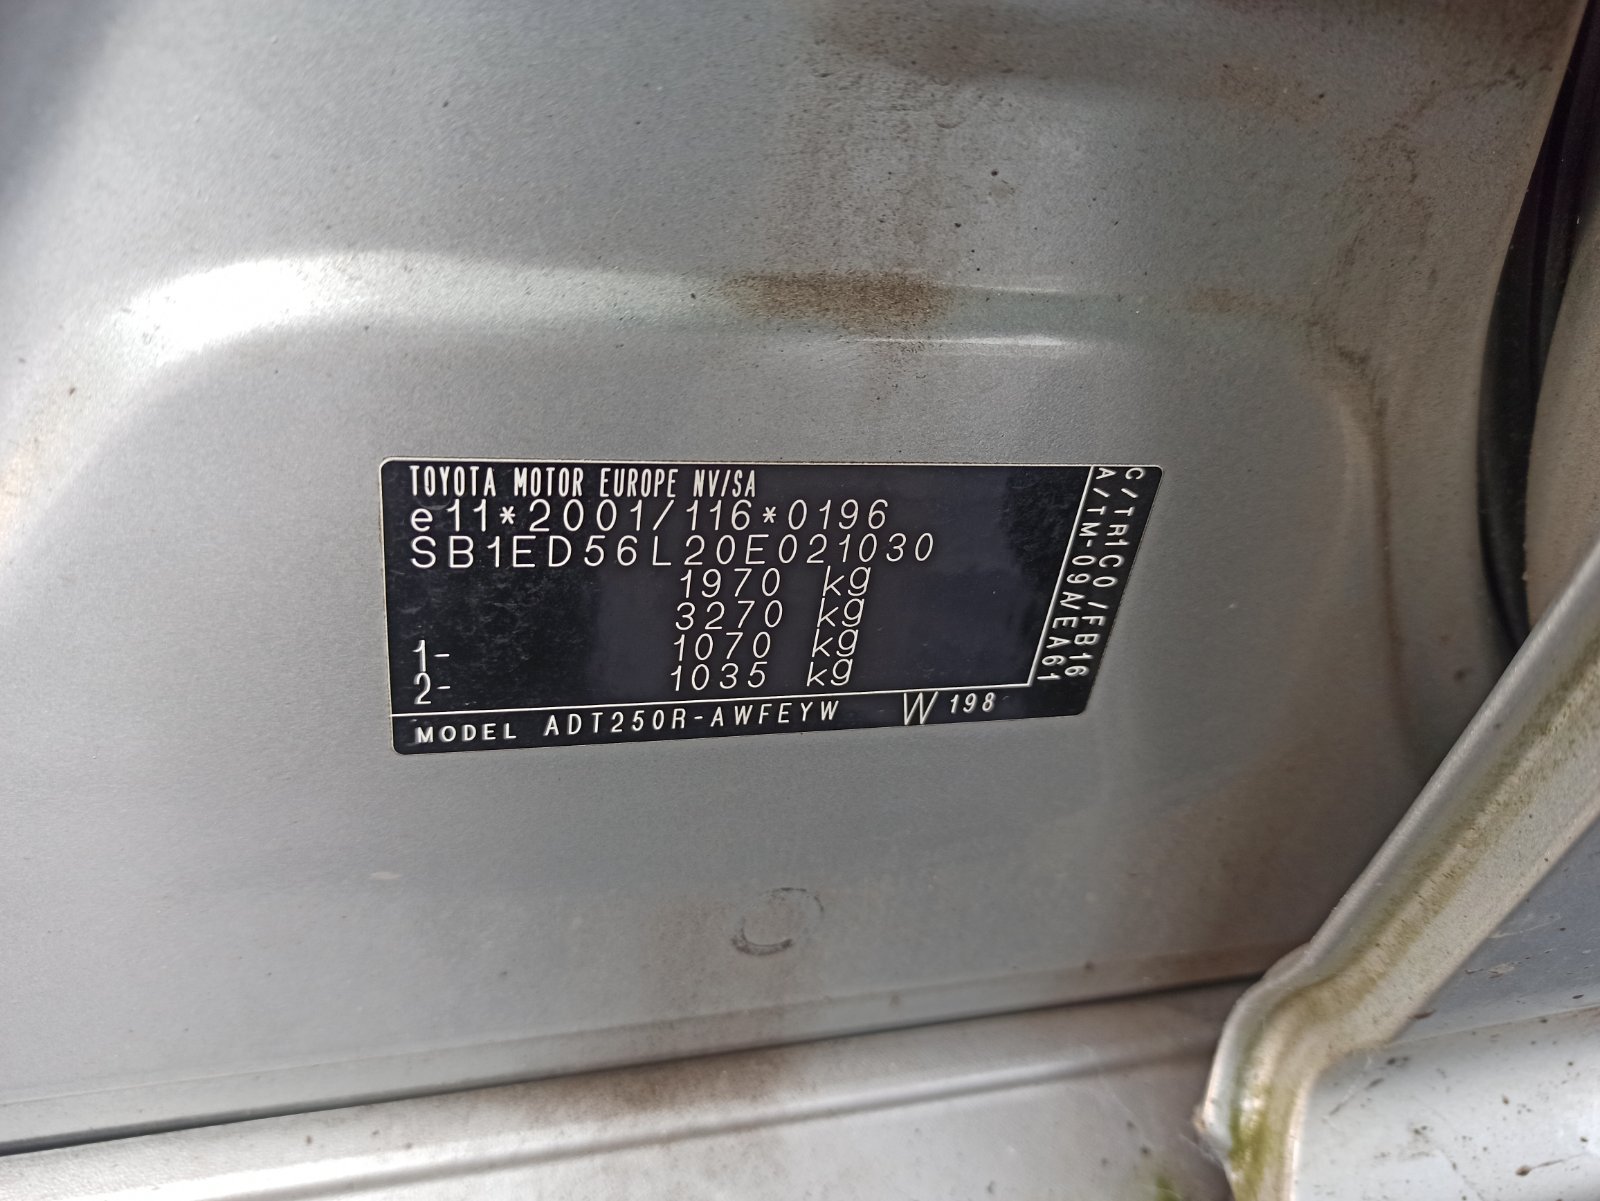 TOYOTA MOTOR EUROPE NV/SA
e11*2001/116*0196
SB1ED56L20E021030
1970 kg
3270 kg
1- 1070 kg
2- 1035 kg
MODEL ADT250R-AWFEYW W198
C/TR1C0/FB16
A/TM-09A/EA61